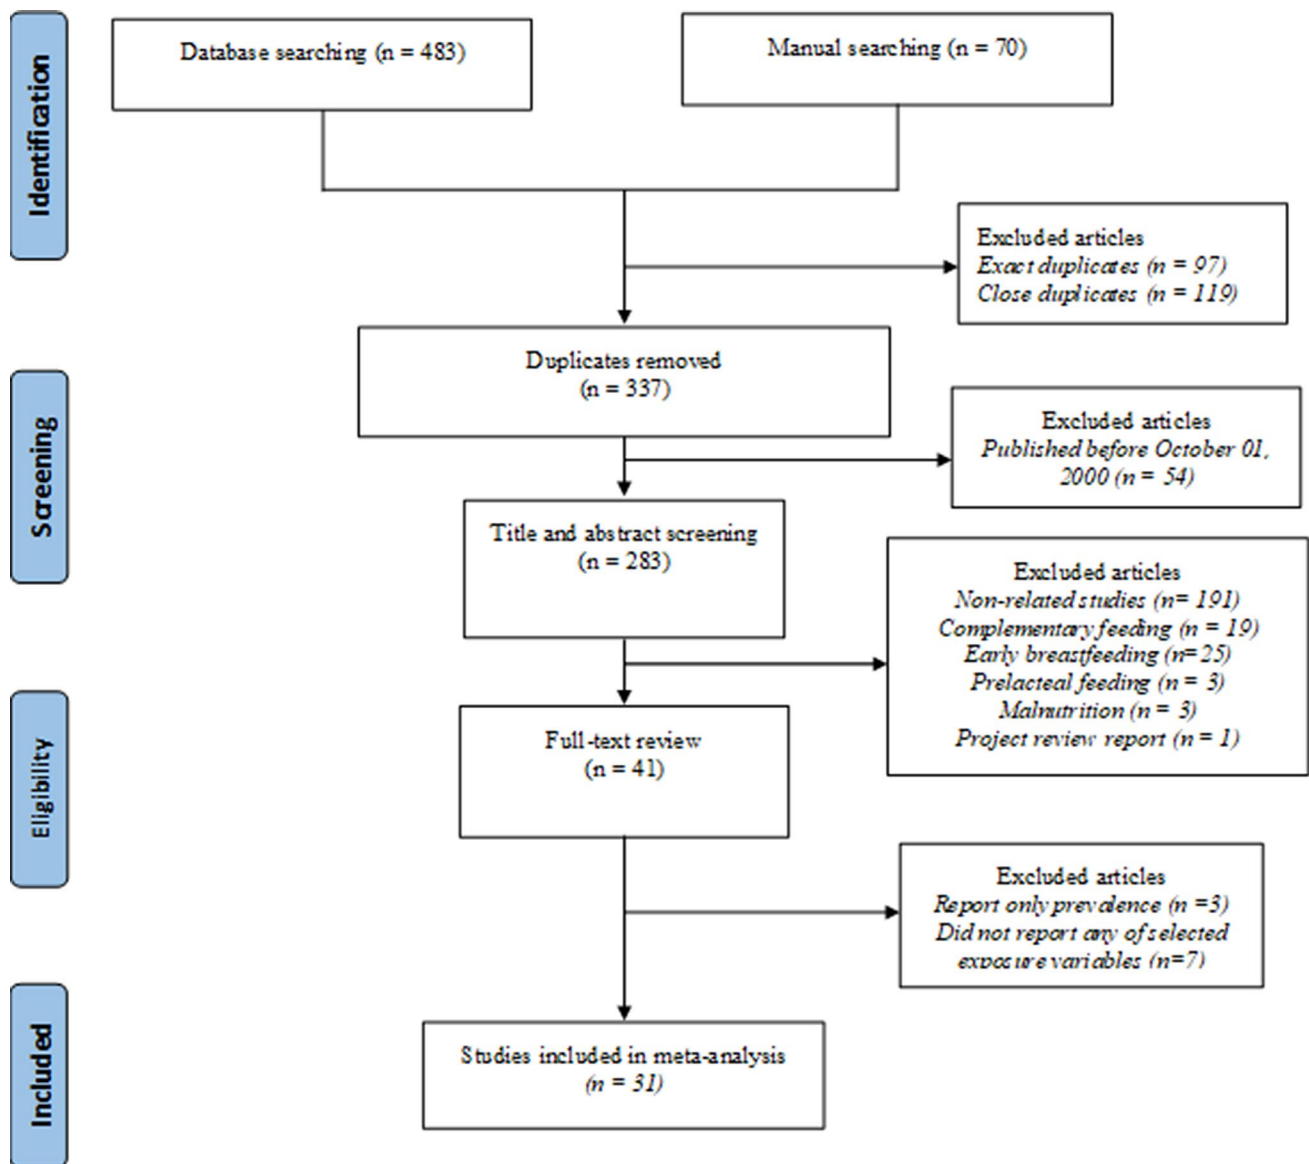 Identification
Database searching (n = 483)
Manual searching (n = 70)
Excluded articles
Exact duplicates (n = 97)
Close duplicates (n = 119)
Duplicates removed
(n = 337)
Screening
Excluded articles
Published before October 01,
2000 (n = 54)
Title and abstract screening
(n = 283)
Excluded articles
Non-related studies (n= 191)
Complementary feeding (n = 19)
Early breastfeeding (n=25)
Prelacteal feeding (n = 3)
Malnutrition (n = 3)
Project review report (n = 1)
Eligibility
Full-text review
(n = 41)
Excluded articles
Report only prevalence (n =3)
Did not report any of selected
exposure variables (n=7)
Included
Studies included in meta-analysis
(n = 31)